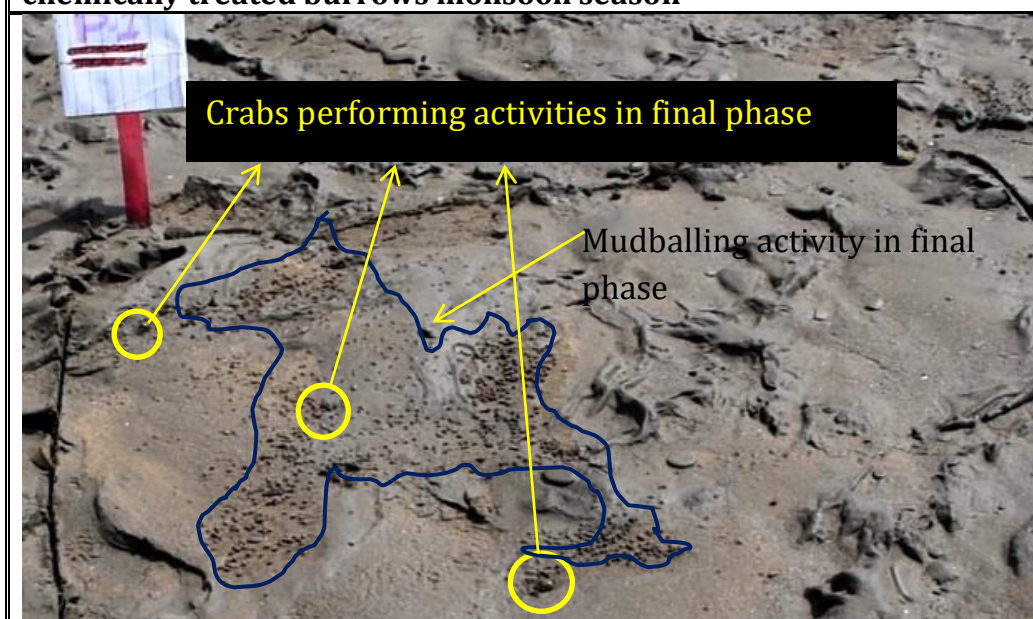 chemically treated burrows monsoon season
Crabs performing activities in final phase
Mudballing activity in final
phase